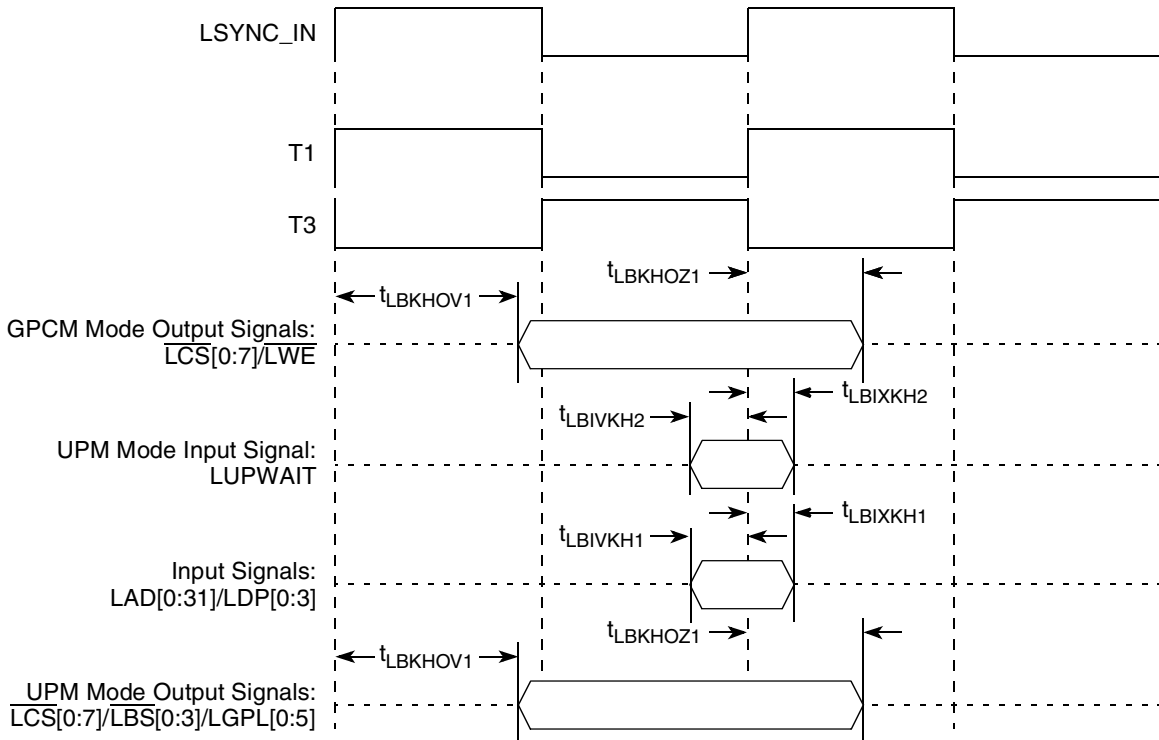 LSYNC_IN
T1
T3
tLBKHOZ1
tLBKHOV1
GPCM Mode Output Signals:
LCS[0:7]/LWE
tLBIXKH2
tLBIVKH2
UPM Mode Input Signal:
LUPWAIT
tLBIXKH1
tLBIVKH1
Input Signals:
LAD[0:31]/LDP[0:3]
tLBKHOZ1
tLBKHOV1
UPM Mode Output Signals:
LCS[0:7]/LBS[0:3]/LGPL[0:5]